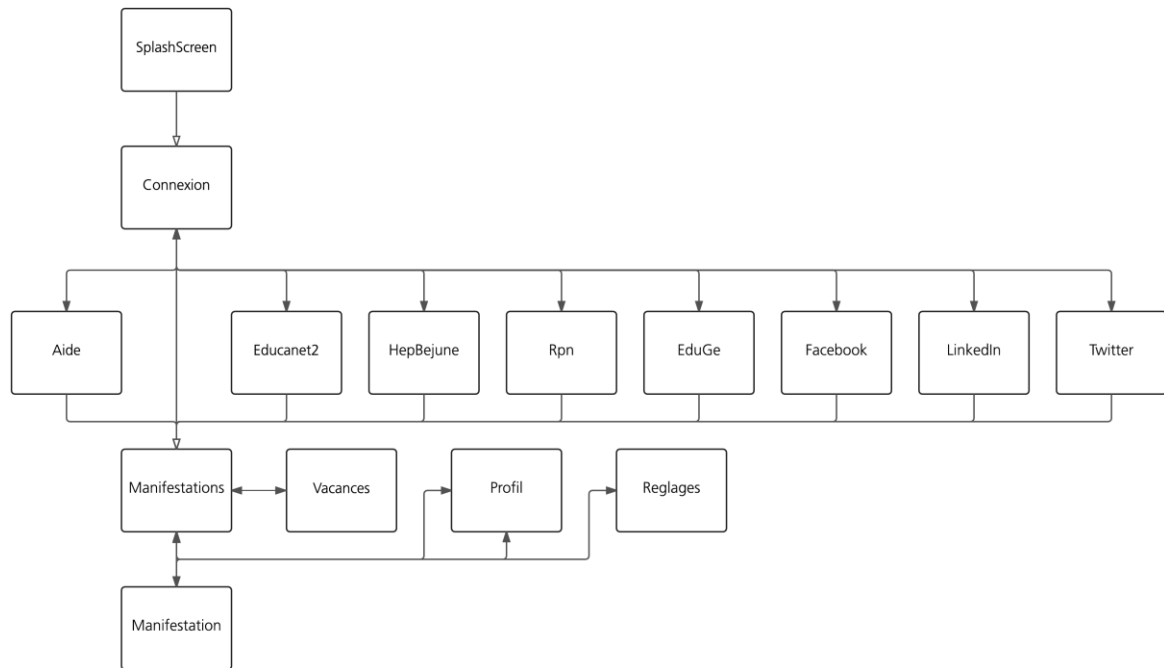 SplashScreen
Connexion
Aide
Educanet2
HepBejune
Rpn
EduGe
Facebook
LinkedIn
Twitter
Manifestations
Vacances
Profil
Reglages
Manifestation